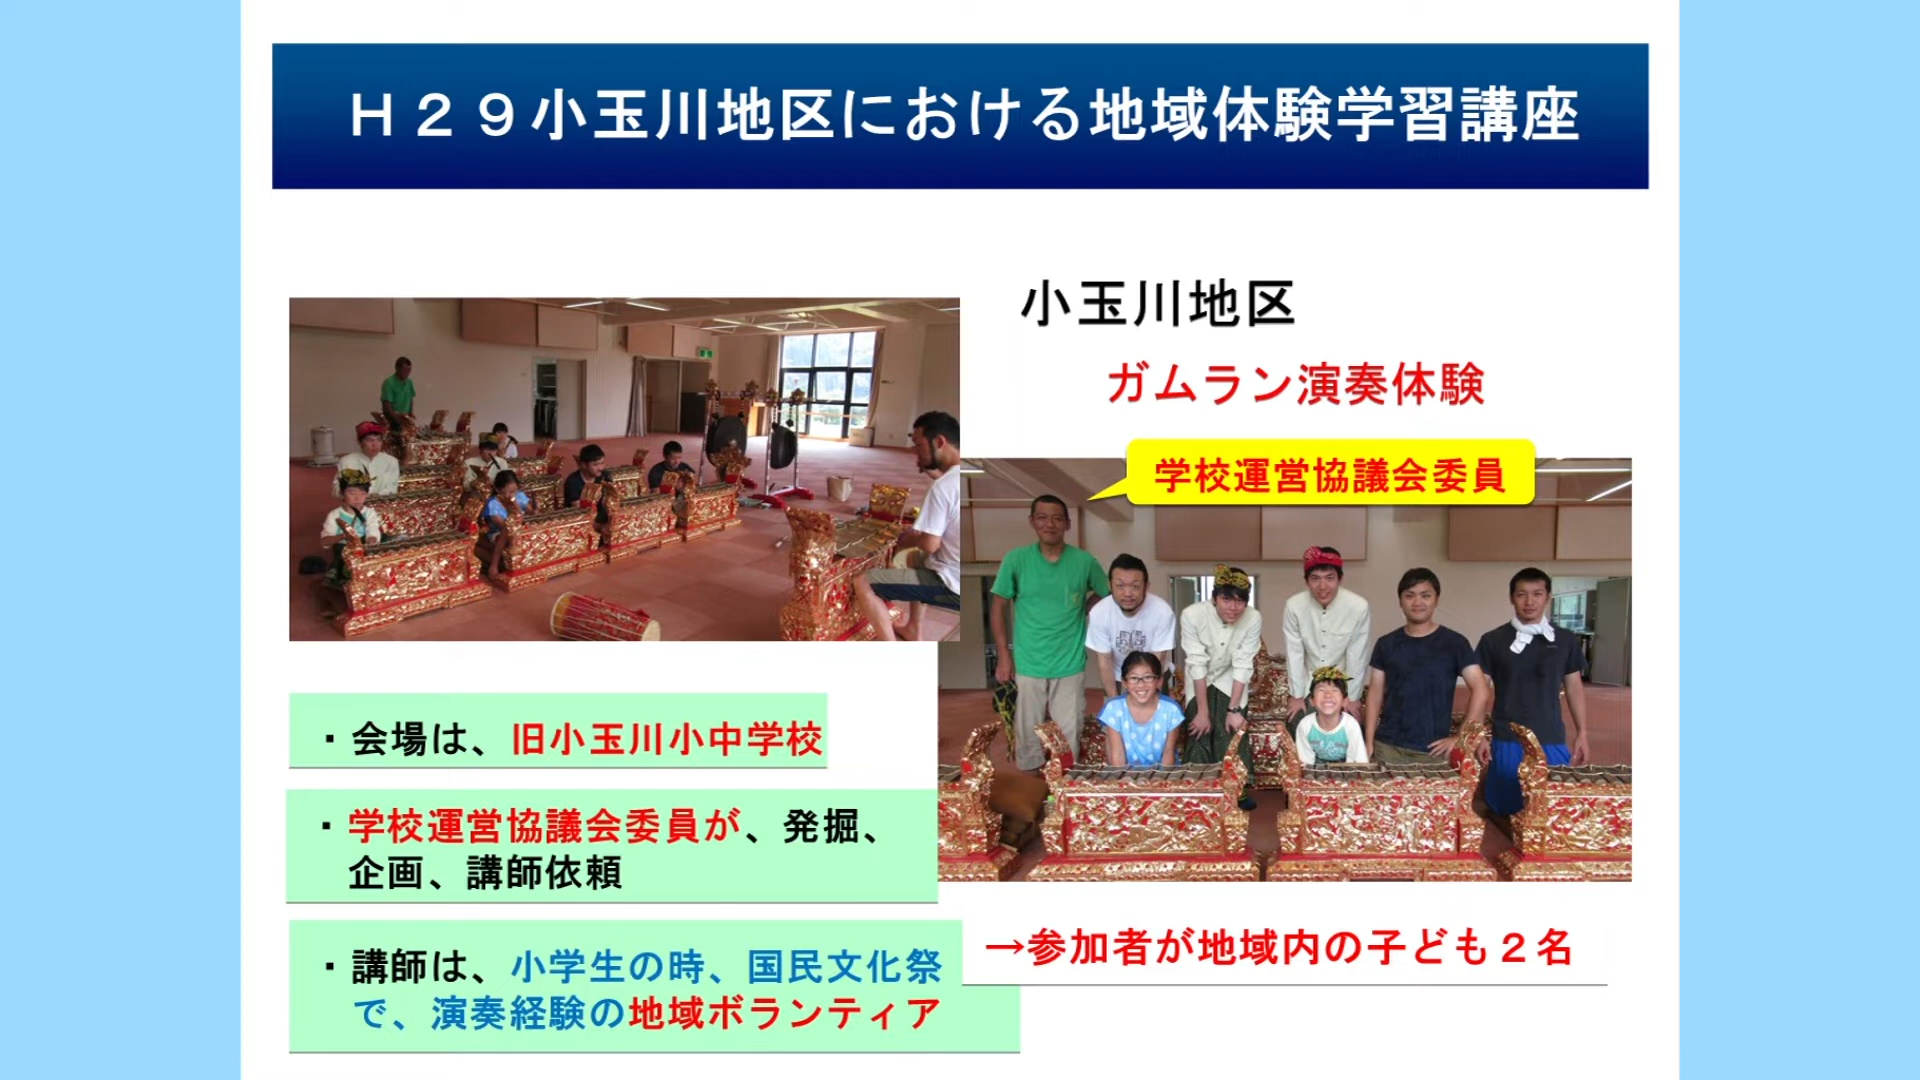 Ｈ２９小玉川地区における地域体験学習講座
小玉川地区
ガムラン演奏体験
学校運営協議会委員
・会場は、旧小玉川小中学校
・学校運営協議会委員が、発掘、
企画、講師依頼
・講師は、小学生の時、国民文化祭
で、演奏経験の地域ボランティア
→参加者が地域内の子ども２名